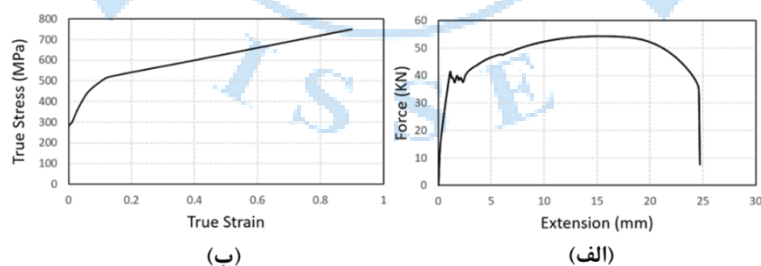 800
700
600
500
400
300
200
100
0
True Stress (MPa)
0 0.2 0.4 0.6 0.8 1
True Strain
(ب)
60
50
40
30
20
10
0
Force (KN)
0 5 10 15 20 25 30
Extension (mm)
(الف)
I S S E